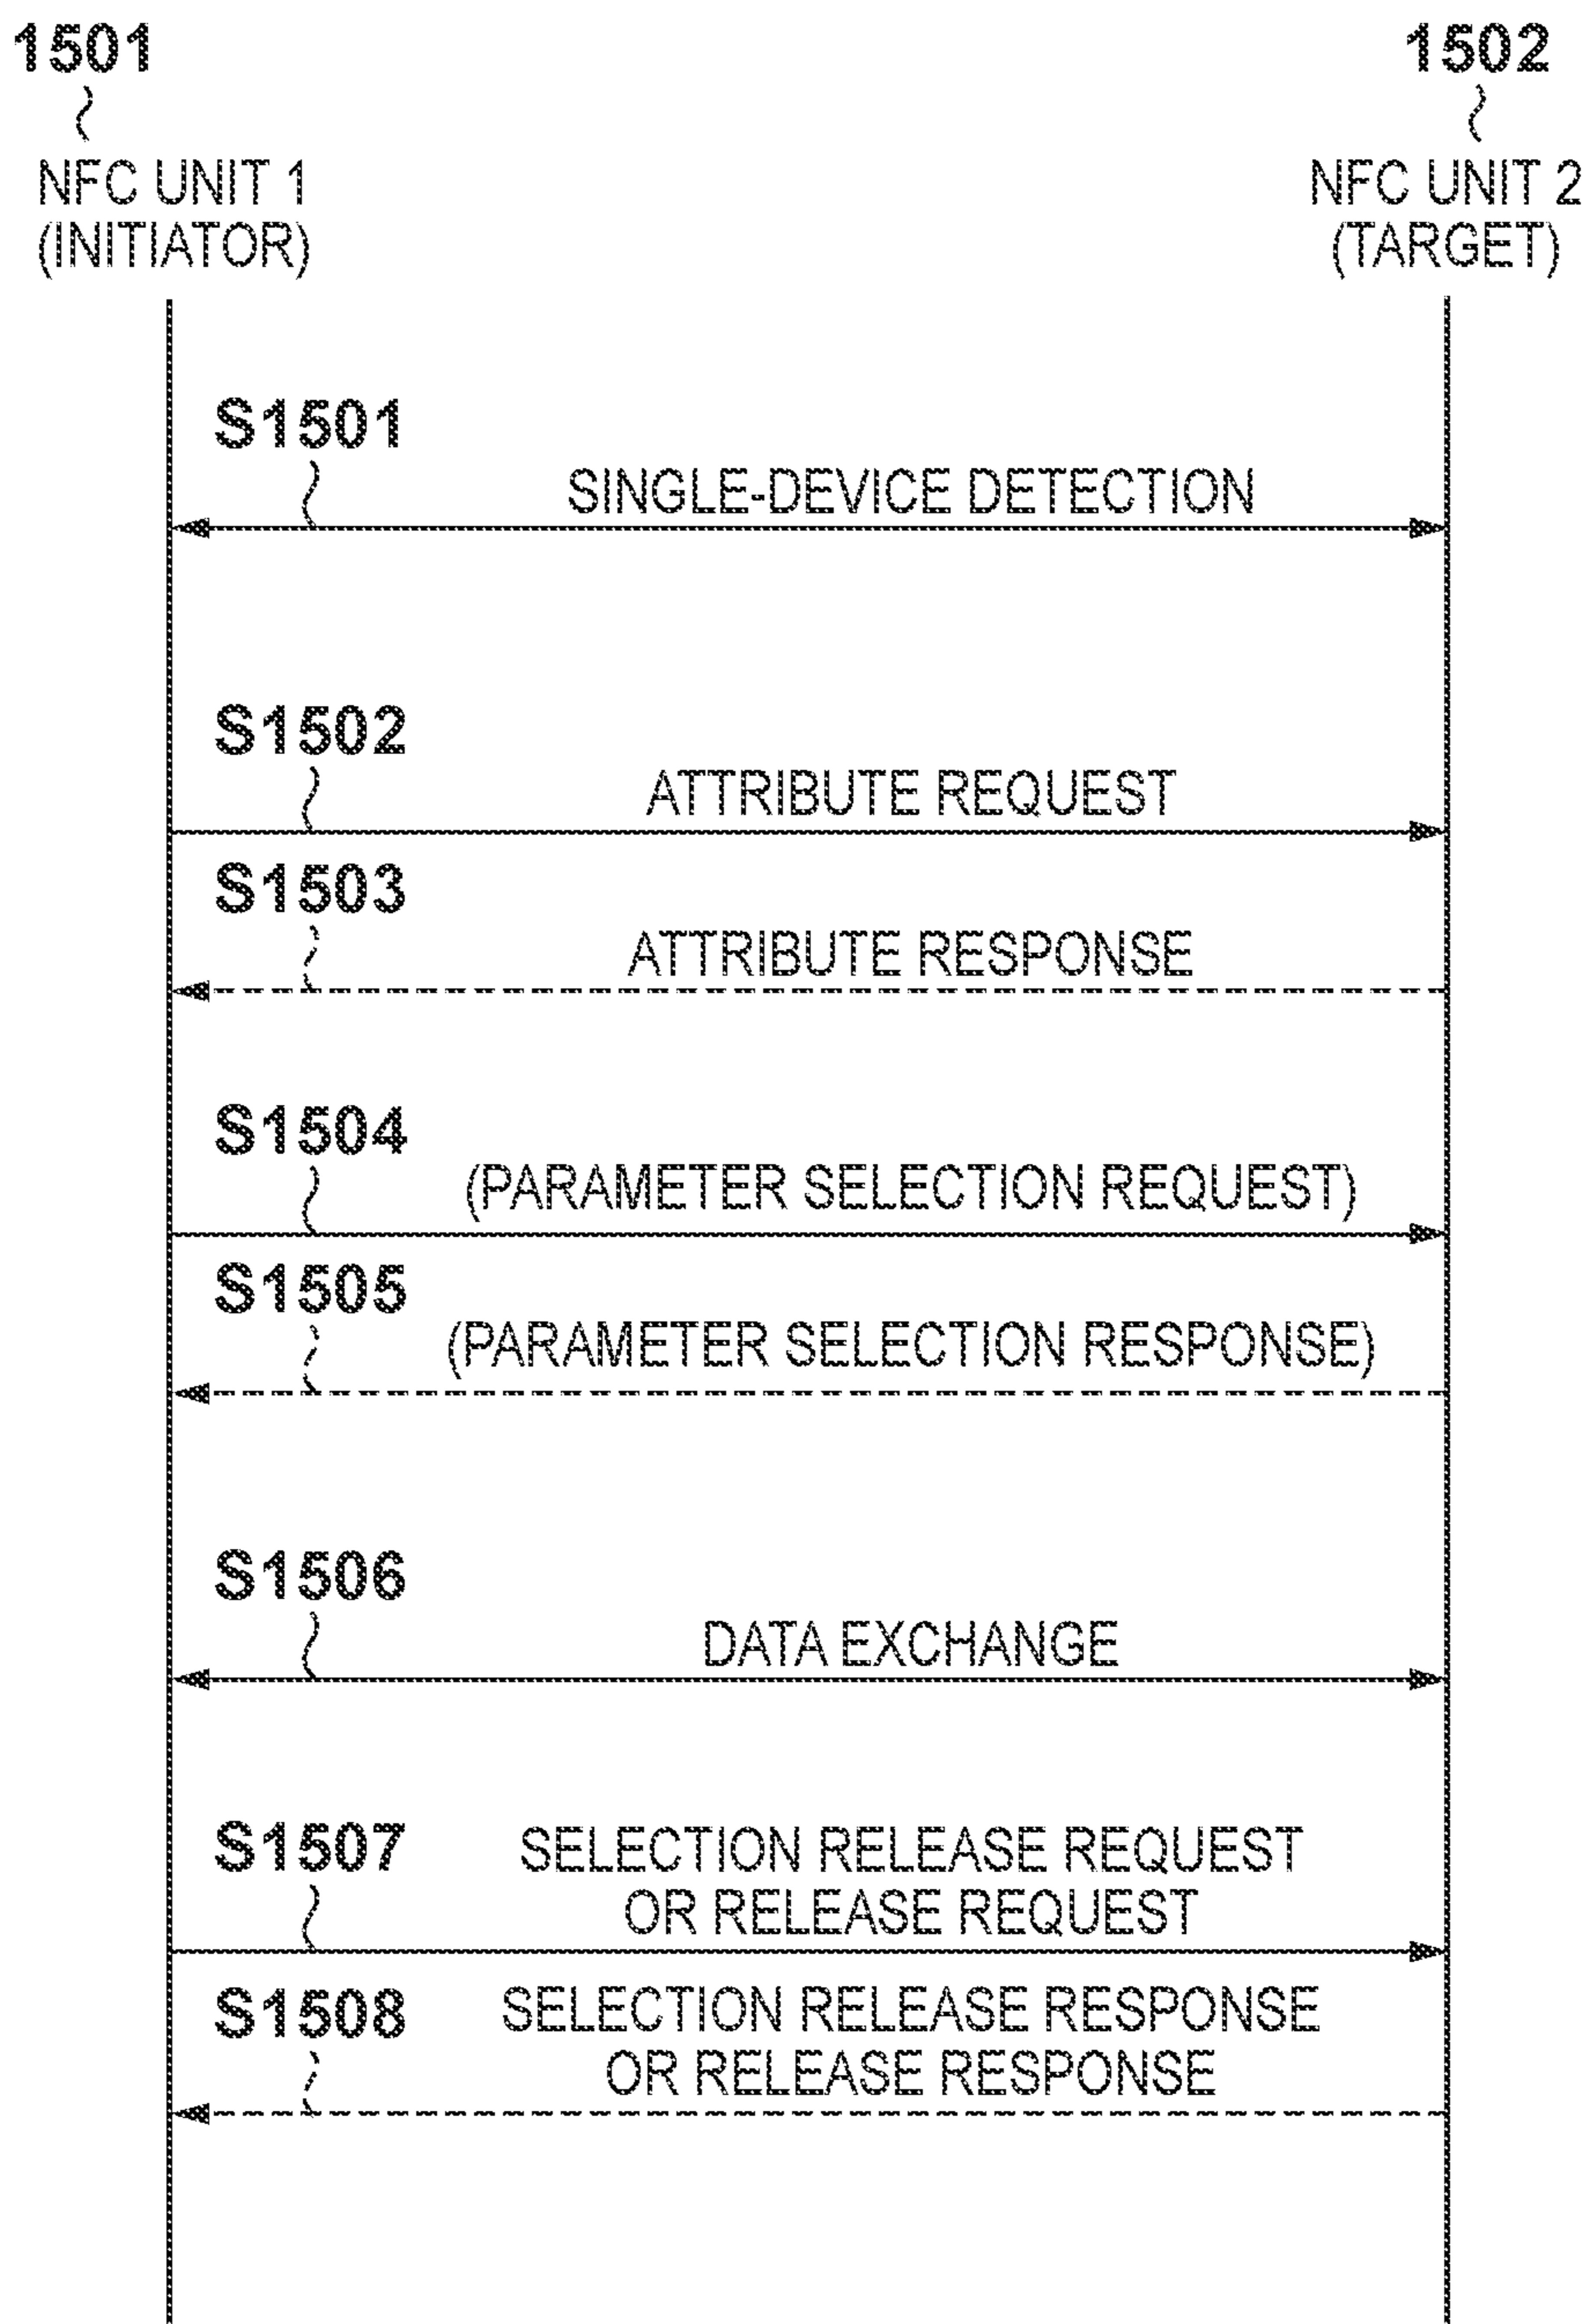 1501
1502
NFC UNIT 1
(INITIATOR)
NFC UNIT 2
(TARGET)
S1501
SINGLE-DEVICE DETECTION
S1502
ATTRIBUTE REQUEST
S1503
ATTRIBUTE RESPONSE
S1504
(PARAMETER SELECTION REQUEST)
S1505
(PARAMETER SELECTION RESPONSE)
S1506
DATA EXCHANGE
S1507
SELECTION RELEASE REQUEST
OR RELEASE REQUEST
S1508
SELECTION RELEASE RESPONSE
OR RELEASE RESPONSE